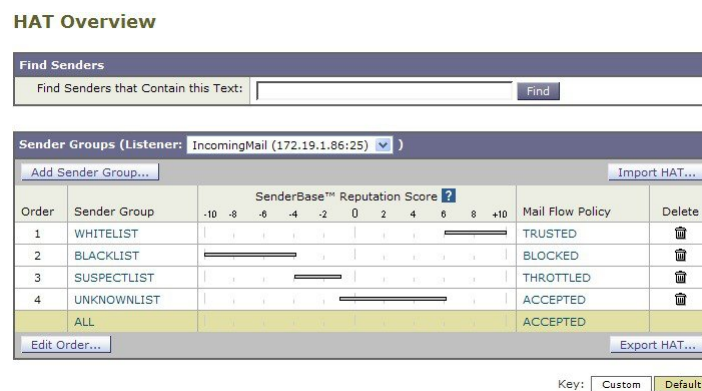 HAT Overview
Find Senders
Find Senders that Contain this Text: Find
Sender Groups (Listener: IncomingMail (172.19.1.86:25) )
Add Sender Group... Import HAT...
SenderBase™ Reputation Score ?
Order Sender Group -10 -8 -6 -4 -2 0 2 4 6 8 +10 Mail Flow Policy Delete
1 WHITELIST TRUSTED
2 BLACKLIST BLOCKED
3 SUSPECTLIST THROTTLED
4 UNKNOWNLIST ACCEPTED
ALL ACCEPTED
Edit Order... Export HAT...
Key: Custom Default